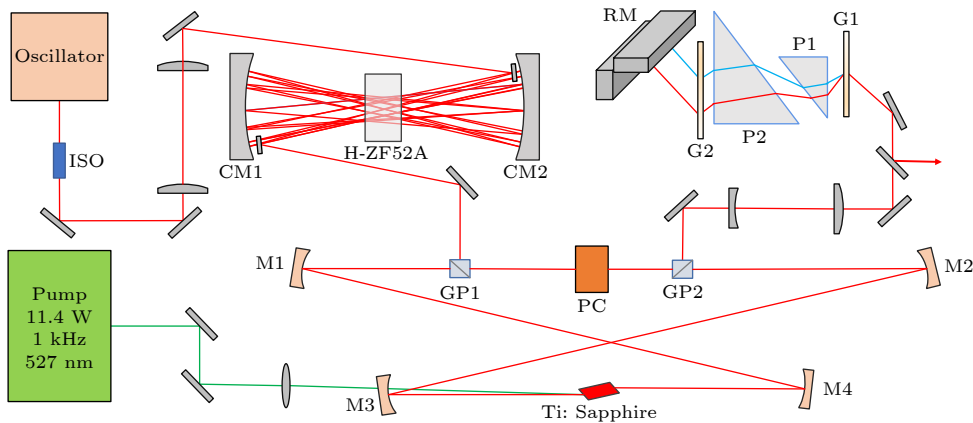 Oscillator
ISO
CM1
H-ZF52A
CM2
RM
G1
P1
P2
G2
M1
GP1
PC
GP2
M2
Pump
11.4 W
1 kHz
527 nm
M3
Ti: Sapphire
M4